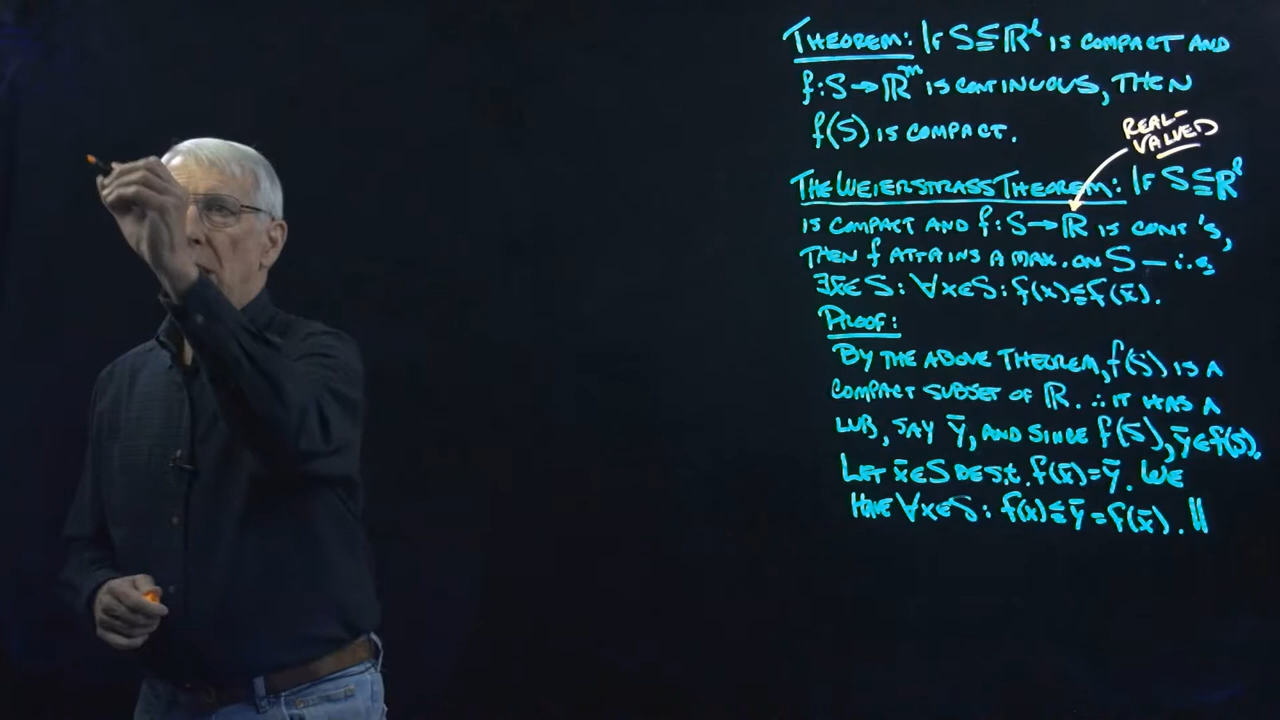 THEOREM: IF S ⊆ ℝˡ IS COMPACT AND
f: S → ℝᵐ IS CONTINUOUS, THEN
f(S) IS COMPACT.
REAL-
VALUED
THE WEIERSTRASS THEOREM: IF S ⊆ ℝˡ
IS COMPACT AND f: S → ℝ IS CONT'S,
THEN f ATTAINS A MAX. ON S — i.e.,
∃x̄ ∈ S: ∀x ∈ S: f(x) ≦ f(x̄).
PROOF:
BY THE ABOVE THEOREM, f(S) IS A
COMPACT SUBSET OF ℝ. ∴ IT HAS A
LUB, SAY ȳ, AND SINCE f(S), ȳ ∈ f(S).
LET x̄ ∈ S BE S.t. f(x̄) = ȳ. WE
HAVE ∀x ∈ S: f(x) ≦ ȳ = f(x̄). ||